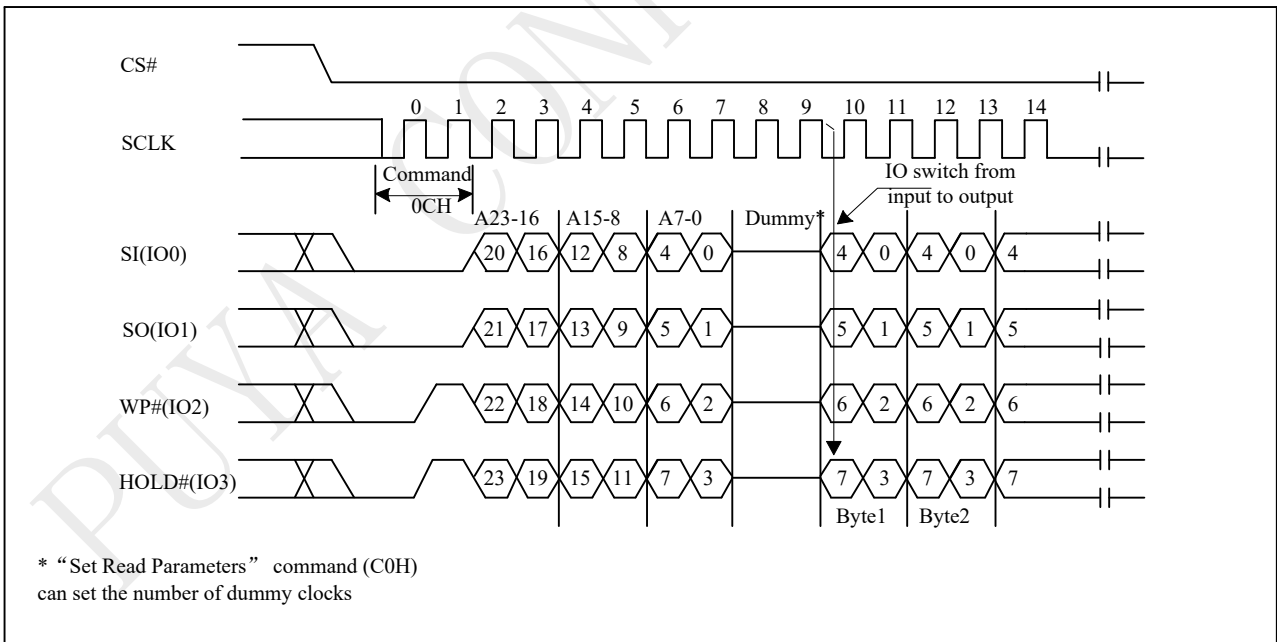 PUYA CON
CS#
0 1 2 3 4 5 6 7 8 9 10 11 12 13 14
SCLK
Command
0CH
IO switch from
input to output
A23-16 A15-8 A7-0 Dummy*
SI(IO0) 20 16 12 8 4 0 4 0 4 0 4
SO(IO1) 21 17 13 9 5 1 5 1 5 1 5
WP#(IO2) 22 18 14 10 6 2 6 2 6 2 6
HOLD#(IO3) 23 19 15 11 7 3 7 3 7 3 7
Byte1 Byte2
* “Set Read Parameters” command (C0H)
can set the number of dummy clocks